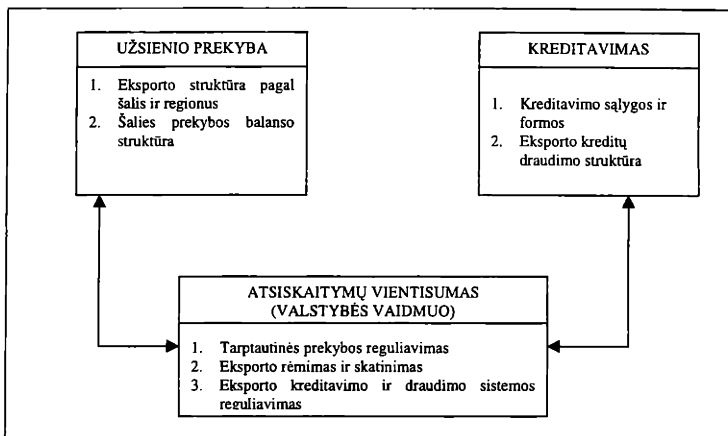 UŽSIENIO PREKYBA
1. Eksporto struktūra pagal
šalis ir regionus
2. Šalies prekybos balanso
struktūra
KREDITAVIMAS
1. Kreditavimo sąlygos ir
formos
2. Eksporto kreditų
draudimo struktūra
ATSISKAITYMŲ VIENTISUMAS
(VALSTYBĖS VAIDMUO)
1. Tarptautinės prekybos reguliavimas
2. Eksporto rėmimas ir skatinimas
3. Eksporto kreditavimo ir draudimo sistemos
reguliavimas